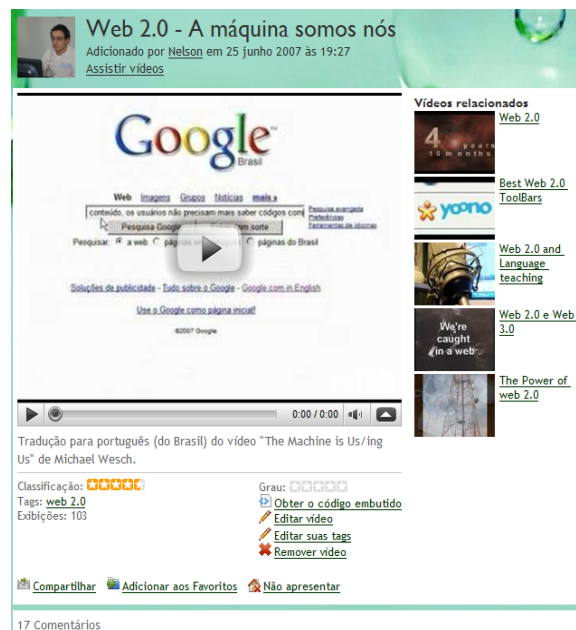 Web 2.0 - A máquina somos nós
Adicionado por Nelson em 25 junho 2007 às 19:27
Assistir vídeos
Google™
Brasil
Web Imagens Grupos Notícias mais »
conteúdo, os usuários não precisam mais saber códigos com
Pesquisa avançada
Preferências
Ferramentas de idiomas
Pesquisa Google com sorte
Pesquisar: a web páginas em páginas do Brasil
Soluções de publicidade - Tudo sobre o Google - Google.com in English
Use o Google como página inicial!
©2007 Google
0:00 / 0:00
Tradução para português (do Brasil) do vídeo "The Machine is Us/ing
Us" de Michael Wesch.
Classificação:
Tags: web 2.0
Exibições: 103
Grau:
Obter o código embutido
Editar vídeo
Editar suas tags
Remover vídeo
Compartilhar Adicionar aos Favoritos Não apresentar
17 Comentários
Vídeos relacionados
4 years
10 months
Web 2.0
yoono
Best Web 2.0
ToolBars
Web 2.0 and
Language
teaching
We're
caught
in a web
Web 2.0 e Web
3.0
The Power of
web 2.0